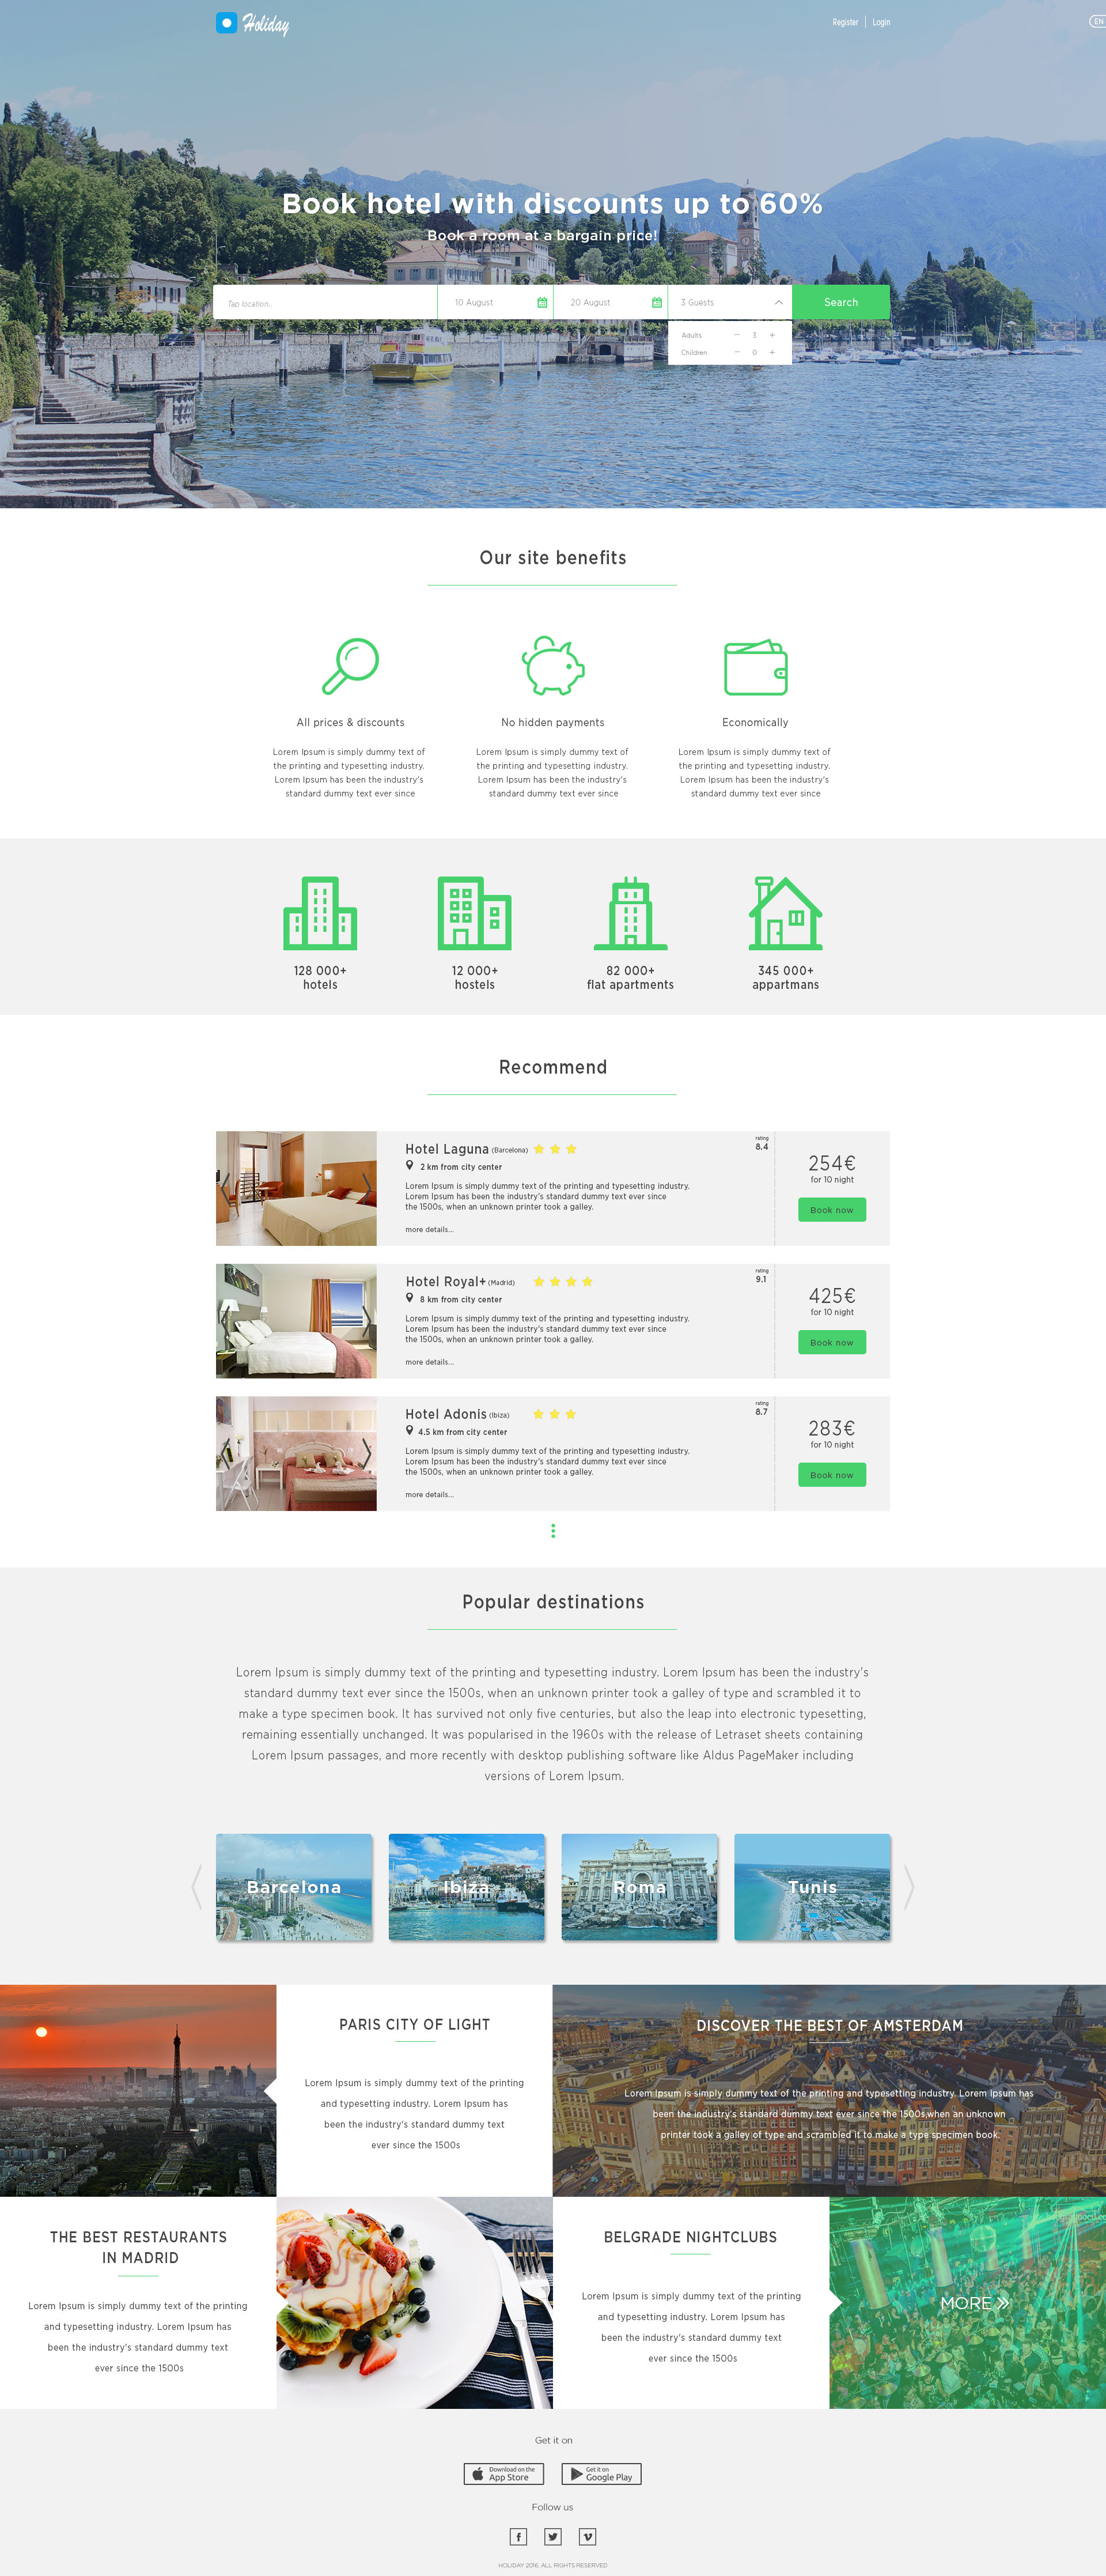 Holiday
Register
Login
EN
Book hotel with discounts up to 60%
Book a room at a bargain price!
Tap location..
10 August
20 August
3 Guests
Search
Adults
3
Children
0
Our site benefits
All prices & discounts
Lorem Ipsum is simply dummy text of
the printing and typesetting industry.
Lorem Ipsum has been the industry's
standard dummy text ever since
No hidden payments
Lorem Ipsum is simply dummy text of
the printing and typesetting industry.
Lorem Ipsum has been the industry's
standard dummy text ever since
Economically
Lorem Ipsum is simply dummy text of
the printing and typesetting industry.
Lorem Ipsum has been the industry's
standard dummy text ever since
128 000+
hotels
12 000+
hostels
82 000+
flat apartments
345 000+
appartmans
Recommend
Hotel Laguna (Barcelona)
2 km from city center
Lorem Ipsum is simply dummy text of the printing and typesetting industry.
Lorem Ipsum has been the industry's standard dummy text ever since
the 1500s, when an unknown printer took a galley.
more details...
rating
8.4
254€
for 10 night
Book now
Hotel Royal+ (Madrid)
8 km from city center
Lorem Ipsum is simply dummy text of the printing and typesetting industry.
Lorem Ipsum has been the industry's standard dummy text ever since
the 1500s, when an unknown printer took a galley.
more details...
rating
9.1
425€
for 10 night
Book now
Hotel Adonis (Ibiza)
4.5 km from city center
Lorem Ipsum is simply dummy text of the printing and typesetting industry.
Lorem Ipsum has been the industry's standard dummy text ever since
the 1500s, when an unknown printer took a galley.
more details...
rating
8.7
283€
for 10 night
Book now
Popular destinations
Lorem Ipsum is simply dummy text of the printing and typesetting industry. Lorem Ipsum has been the industry's
standard dummy text ever since the 1500s, when an unknown printer took a galley of type and scrambled it to
make a type specimen book. It has survived not only five centuries, but also the leap into electronic typesetting,
remaining essentially unchanged. It was popularised in the 1960s with the release of Letraset sheets containing
Lorem Ipsum passages, and more recently with desktop publishing software like Aldus PageMaker including
versions of Lorem Ipsum.
Barcelona
Ibiza
Roma
Tunis
PARIS CITY OF LIGHT
Lorem Ipsum is simply dummy text of the printing
and typesetting industry. Lorem Ipsum has
been the industry's standard dummy text
ever since the 1500s
DISCOVER THE BEST OF AMSTERDAM
Lorem Ipsum is simply dummy text of the printing and typesetting industry. Lorem Ipsum has
been the industry's standard dummy text ever since the 1500s,when an unknown
printer took a galley of type and scrambled it to make a type specimen book.
THE BEST RESTAURANTS
IN MADRID
Lorem Ipsum is simply dummy text of the printing
and typesetting industry. Lorem Ipsum has
been the industry's standard dummy text
ever since the 1500s
BELGRADE NIGHTCLUBS
Lorem Ipsum is simply dummy text of the printing
and typesetting industry. Lorem Ipsum has
been the industry's standard dummy text
ever since the 1500s
MORE
Get it on
Download on the
App Store
Get it on
Google Play
Follow us
HOLIDAY 2016. ALL RIGHTS RESERVED